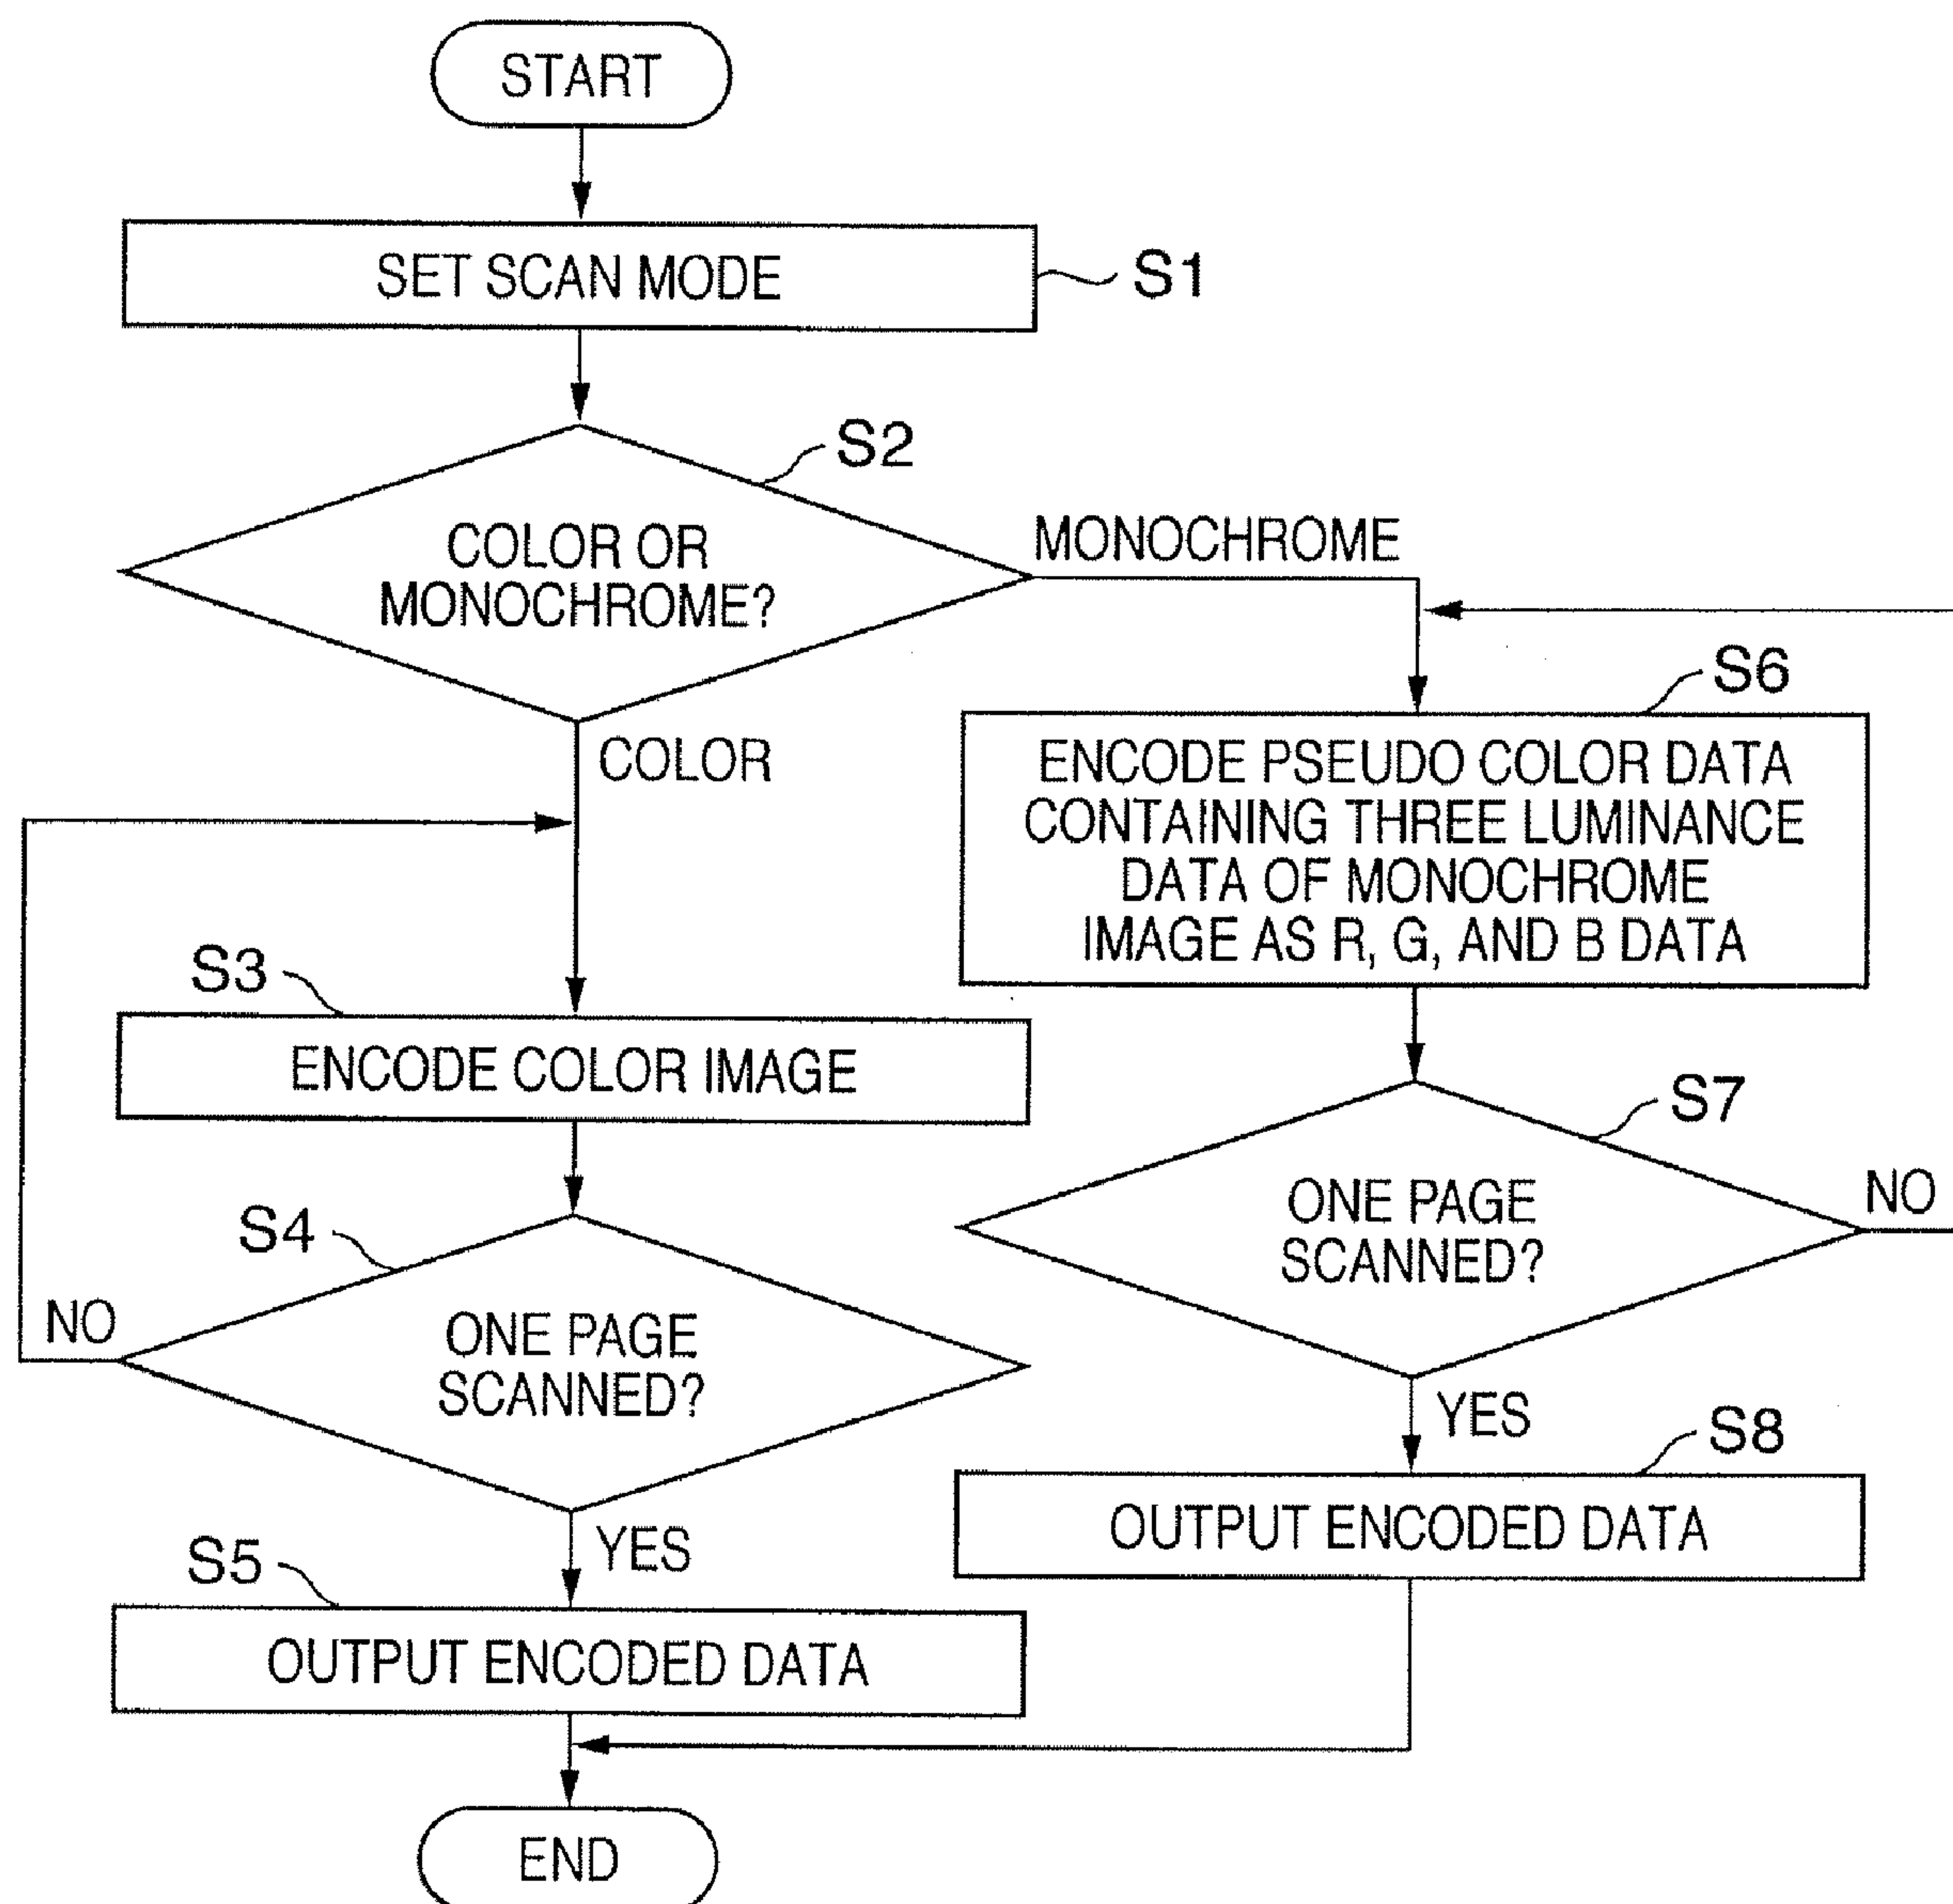 START
SET SCAN MODE
S1
S2
COLOR OR
MONOCHROME?
MONOCHROME
COLOR
S3
ENCODE COLOR IMAGE
S4
ONE PAGE
SCANNED?
NO
YES
S5
OUTPUT ENCODED DATA
S6
ENCODE PSEUDO COLOR DATA
CONTAINING THREE LUMINANCE
DATA OF MONOCHROME
IMAGE AS R, G, AND B DATA
S7
ONE PAGE
SCANNED?
NO
YES
S8
OUTPUT ENCODED DATA
END